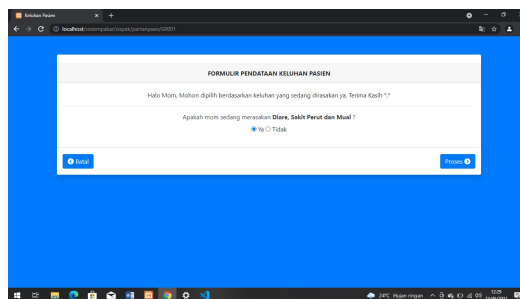 Keluhan Pasien
localhost/sistempakar/sispak/pertanyaan/G0001
FORMULIR PENDATAAN KELUHAN PASIEN
Halo Mom, Mohon dipilih berdasarkan keluhan yang sedang dirasakan ya, Terima Kasih ":"
Apakah mom sedang merasakan Diare, Sakit Perut dan Mual ?
Ya Tidak
Batal
Proses
24°C Hujan ringan
12:29